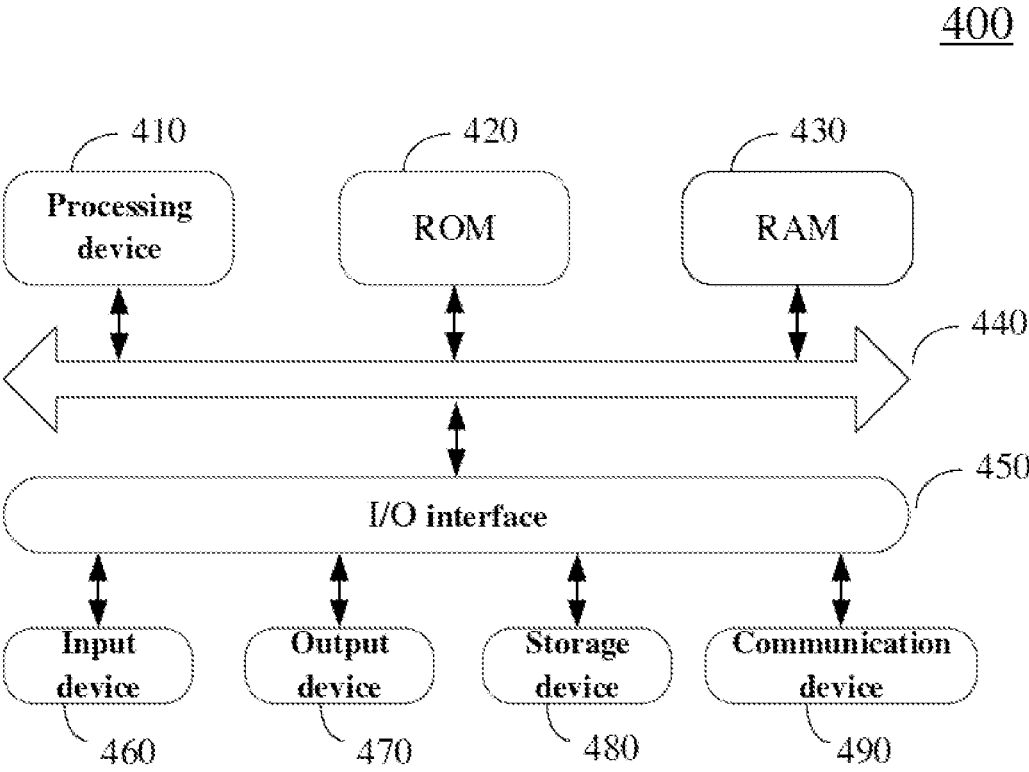 400
410
420
430
Processing
device
ROM
RAM
440
450
I/O interface
Input
device
Output
device
Storage
device
Communication
device
460
470
480
490